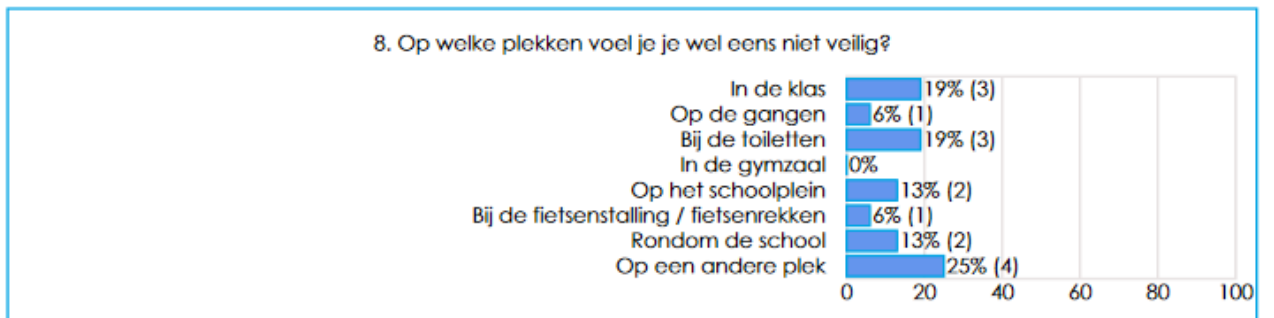 8. Op welke plekken voel je je wel eens niet veilig?
In de klas 19% (3)
Op de gangen 6% (1)
Bij de toiletten 19% (3)
In de gymzaal 0%
Op het schoolplein 13% (2)
Bij de fietsenstalling / fietsenrekken 6% (1)
Rondom de school 13% (2)
Op een andere plek 25% (4)
0 20 40 60 80 100